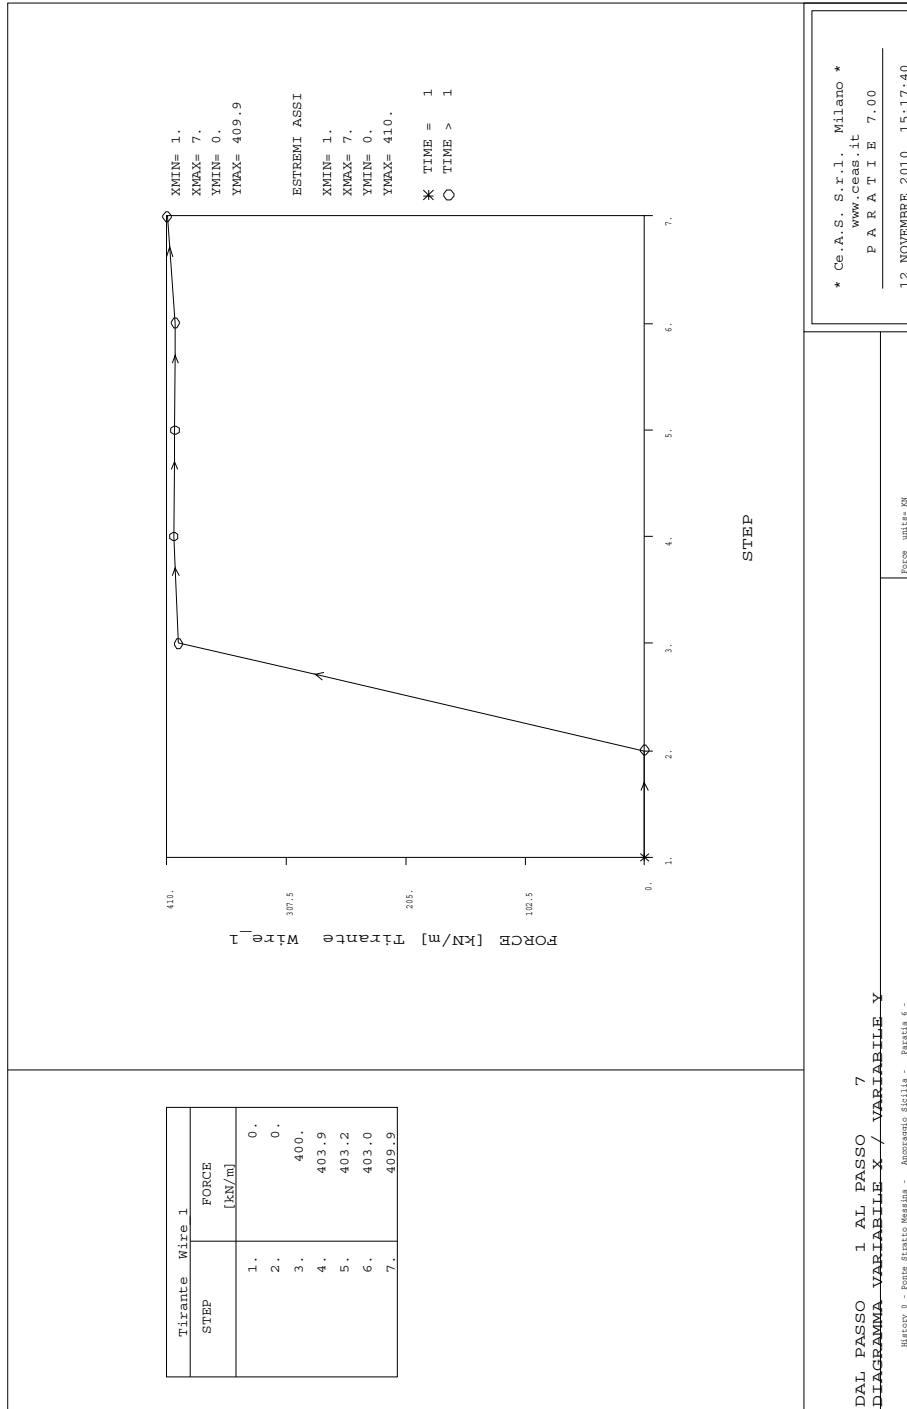 Tirante Wire_1
STEP FORCE
[kN/m]
1. 0.
2. 0.
3. 400.
4. 403.9
5. 403.2
6. 403.0
7. 409.9
XMIN= 1.
XMAX= 7.
YMIN= 0.
YMAX= 409.9
ESTREMI ASSI
XMIN= 1.
XMAX= 7.
YMIN= 0.
YMAX= 410.
TIME = 1
TIME > 1
FORCE [kN/m] Tirante Wire_1
410.
307.5
205.
102.5
0.
1. 2. 3. 4. 5. 6. 7.
STEP
DAL PASSO 1 AL PASSO 7
DIAGRAMMA VARIABILE X / VARIABILE Y
History 0 - Ponte Stratto Messina - Ancoraggio Sicilia - Paratia 6 -
Force units= KN
* Ce.A.S. S.r.l. Milano *
www.ceas.it
P A R A T I E 7.00
12 NOVEMBRE 2010 15:17:40